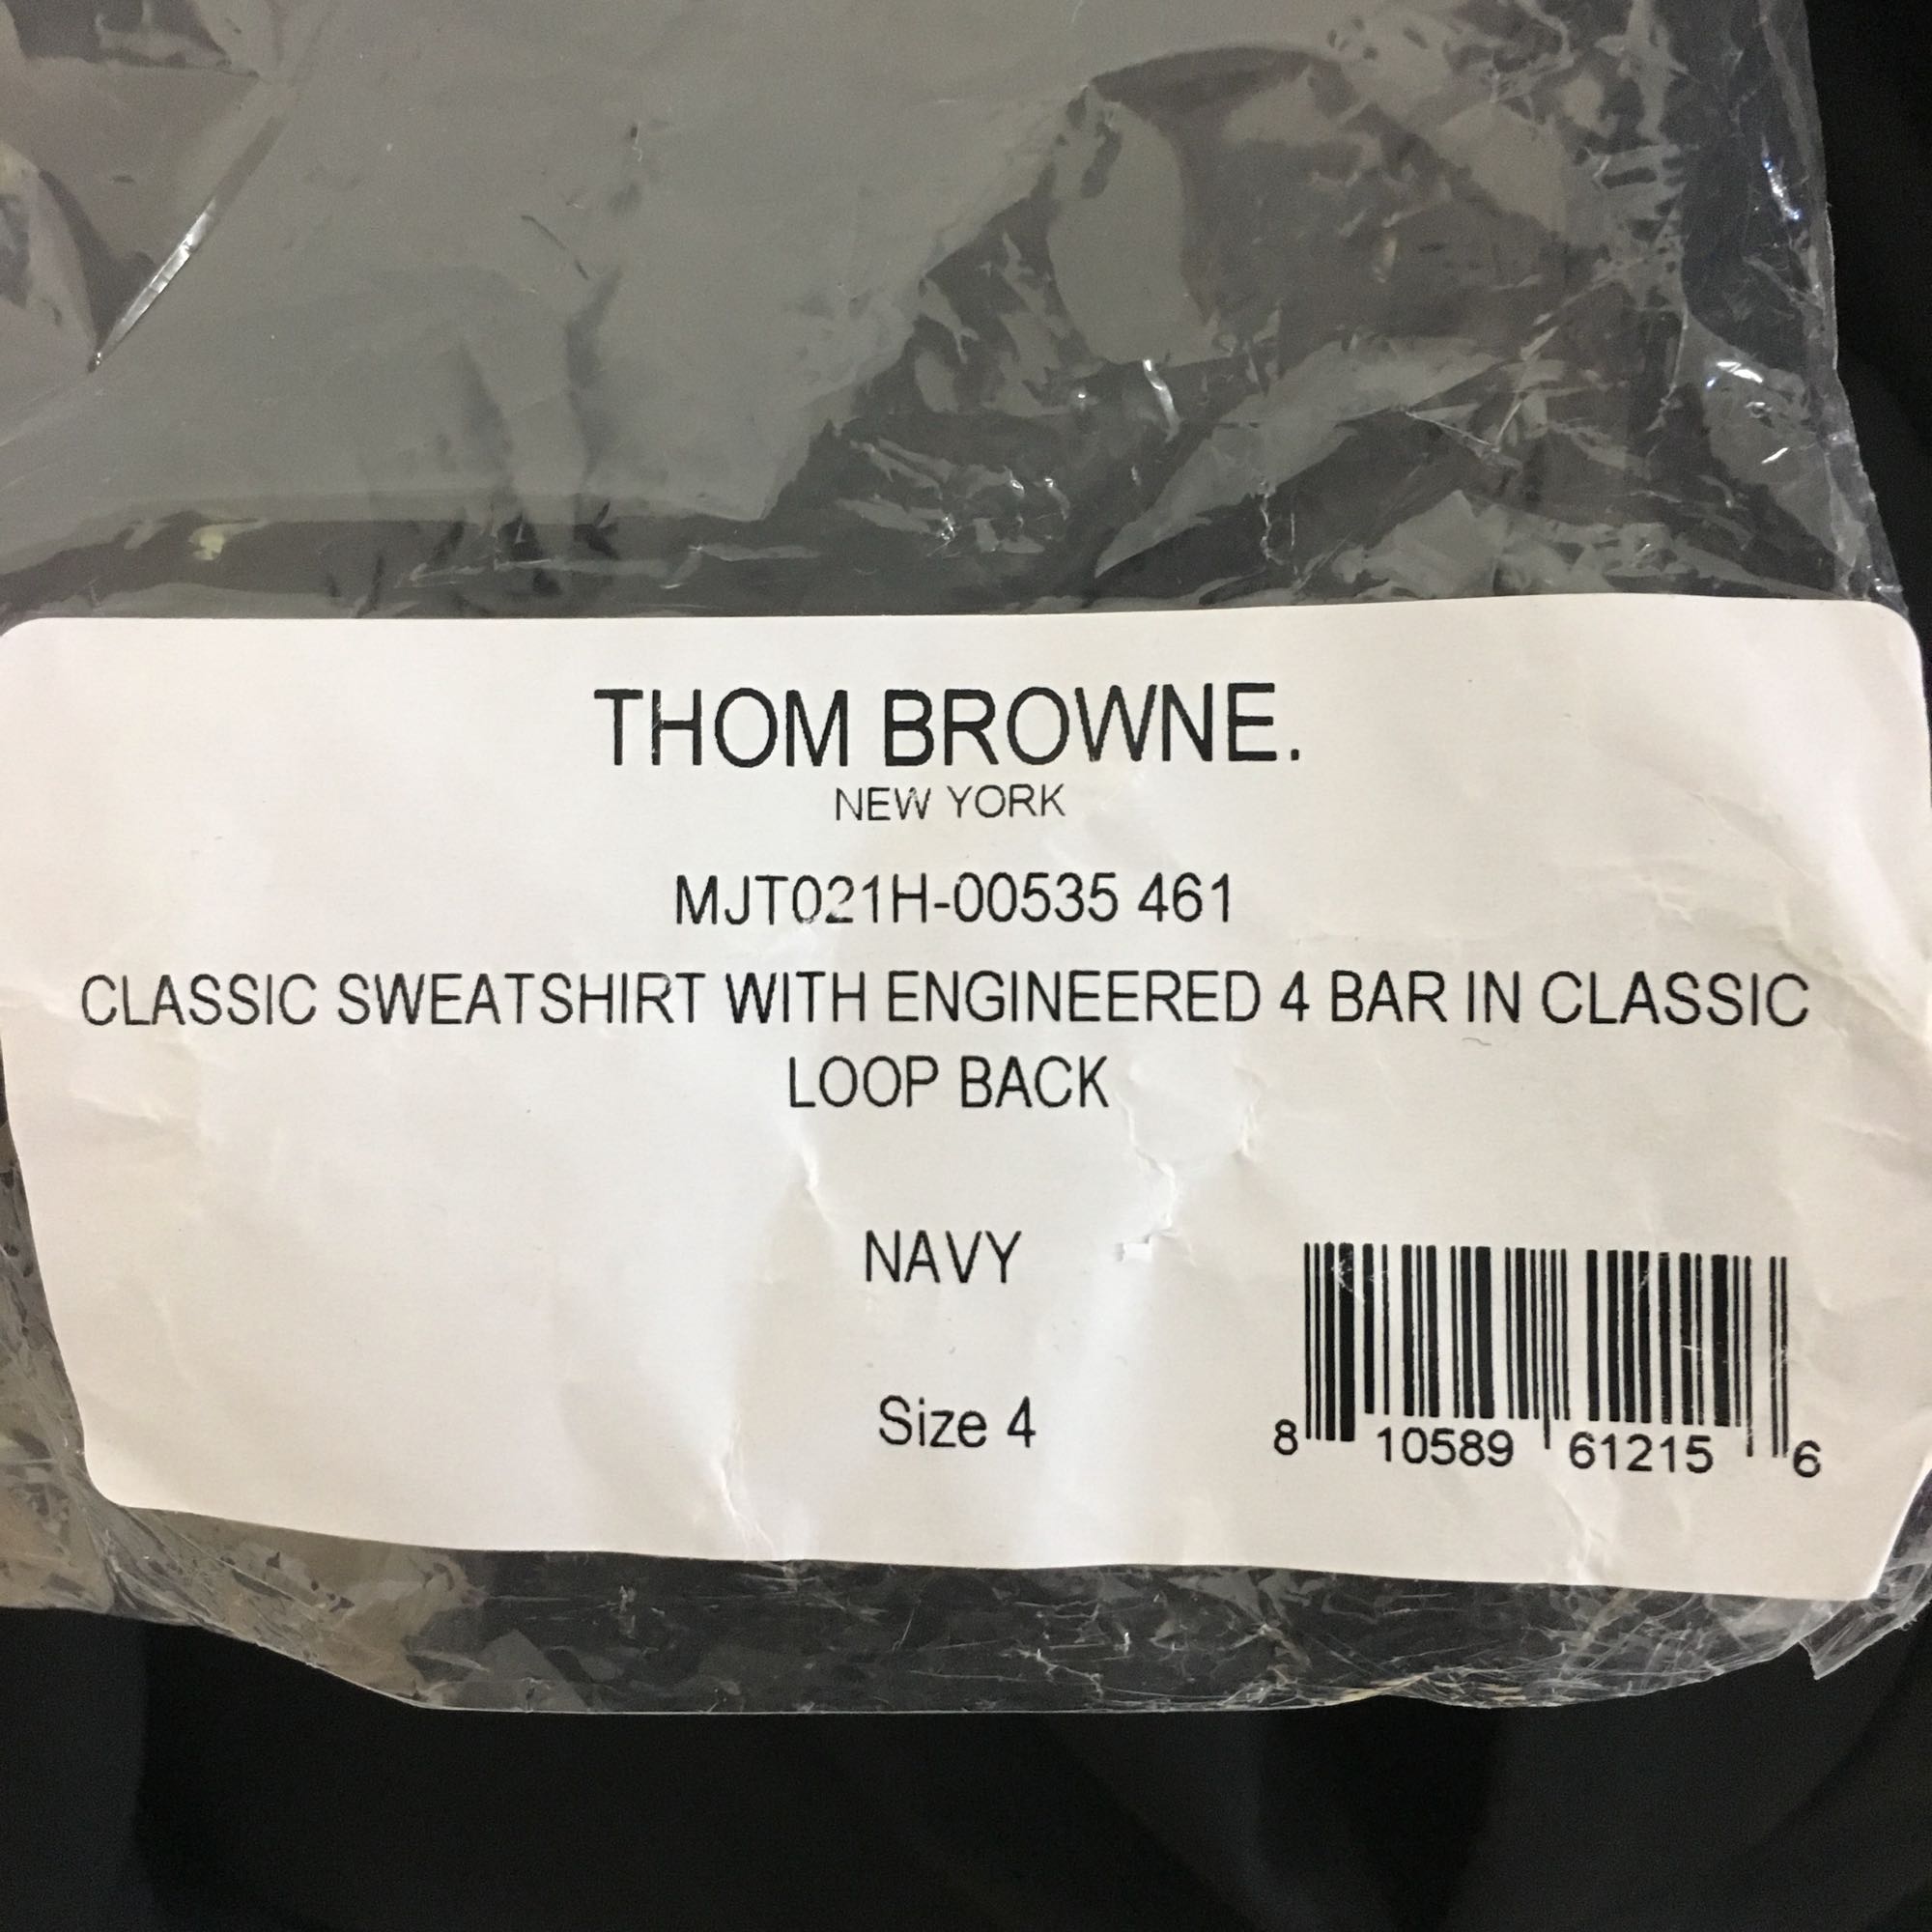 THOM BROWNE.
NEW YORK
MJT021H-00535 461
CLASSIC SWEATSHIRT WITH ENGINEERED 4 BAR IN CLASSIC
LOOP BACK
NAVY
Size 4
8 10589 61215 6